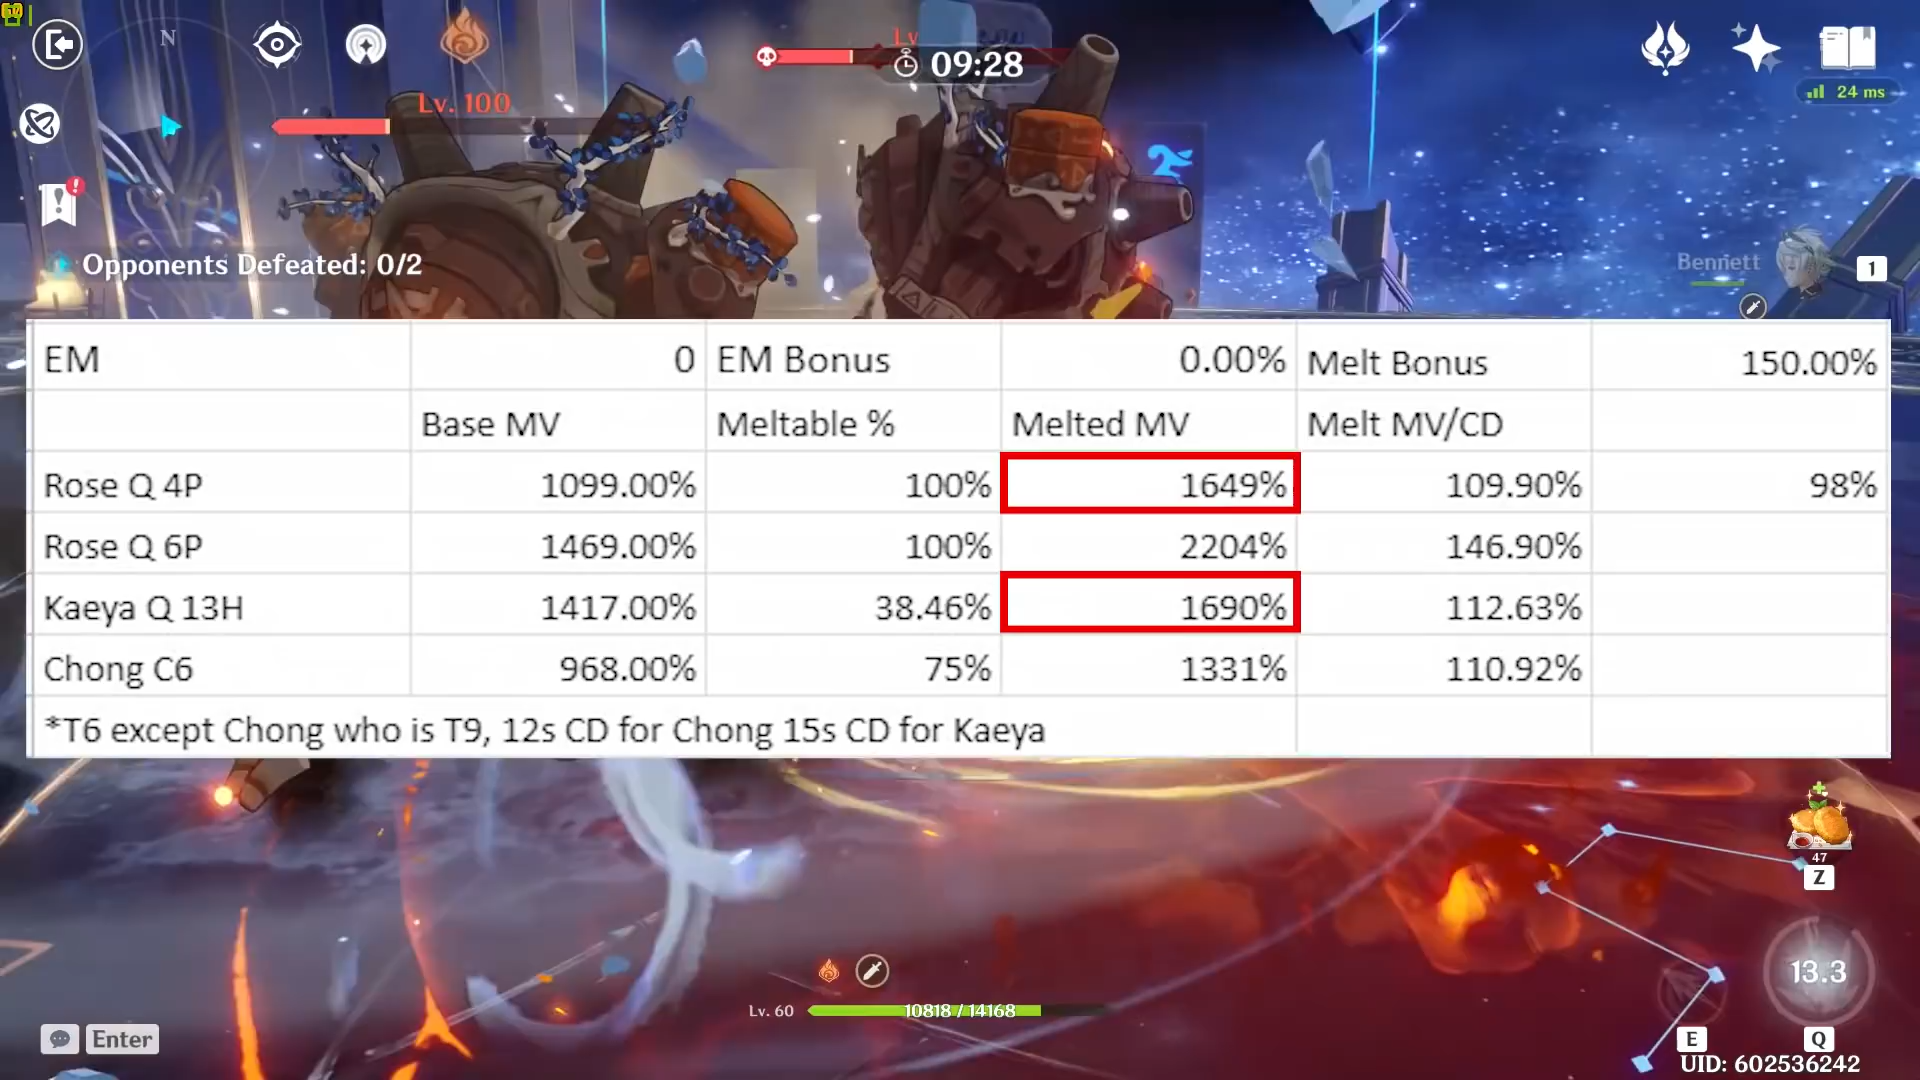 N
Lv
09:28
Lv. 100
24 ms
Opponents Defeated: 0/2
Bennett
1
EM 0 EM Bonus 0.00% Melt Bonus 150.00%
Base MV Meltable % Melted MV Melt MV/CD
Rose Q 4P 1099.00% 100% 1649% 109.90% 98%
Rose Q 6P 1469.00% 100% 2204% 146.90%
Kaeya Q 13H 1417.00% 38.46% 1690% 112.63%
Chong C6 968.00% 75% 1331% 110.92%
*T6 except Chong who is T9, 12s CD for Chong 15s CD for Kaeya
47
Z
13.3
Lv. 60 10818 / 14168
Enter
E Q
UID: 602536242